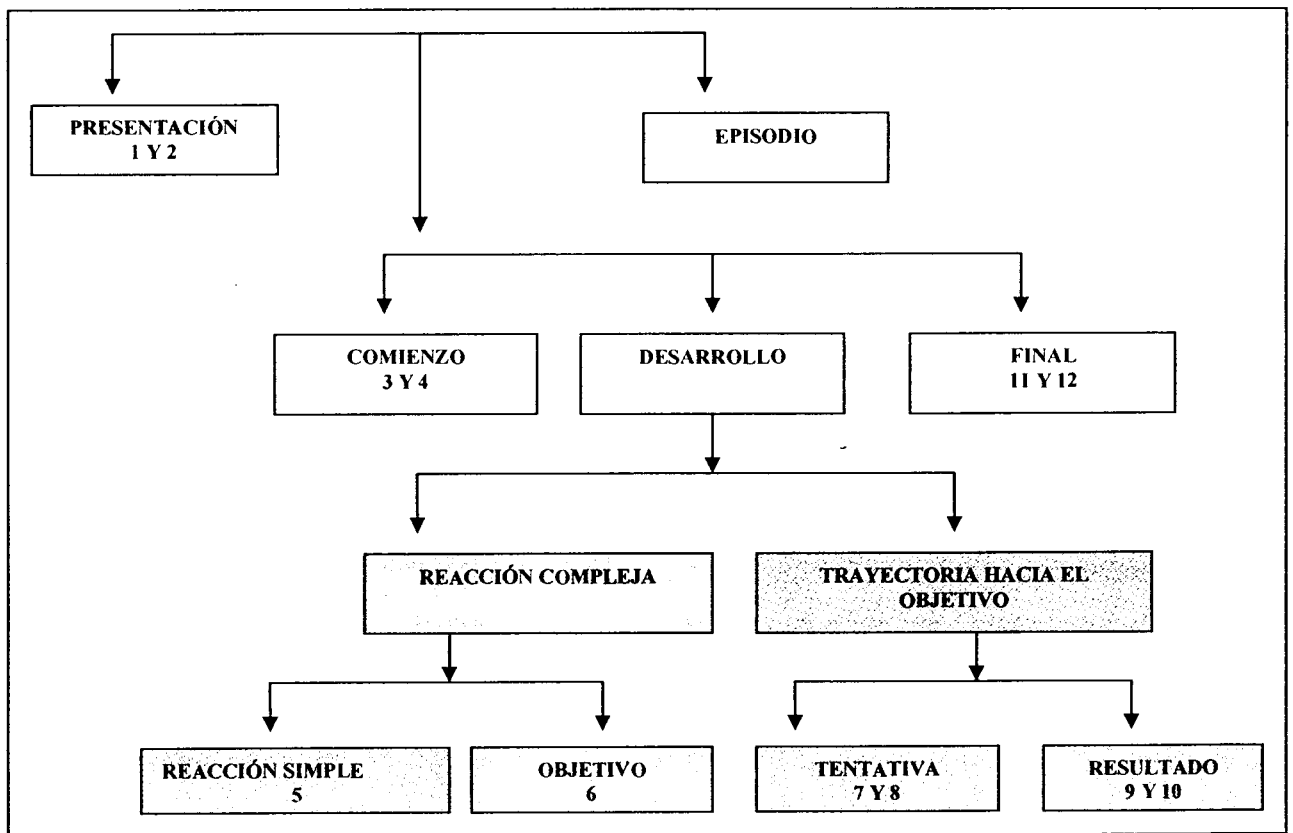 PRESENTACIÓN
1 Y 2
EPISODIO
COMIENZO
3 Y 4
DESARROLLO
FINAL
11 Y 12
REACCIÓN COMPLEJA
TRAYECTORIA HACIA EL
OBJETIVO
REACCIÓN SIMPLE
5
OBJETIVO
6
TENTATIVA
7 Y 8
RESULTADO
9 Y 10